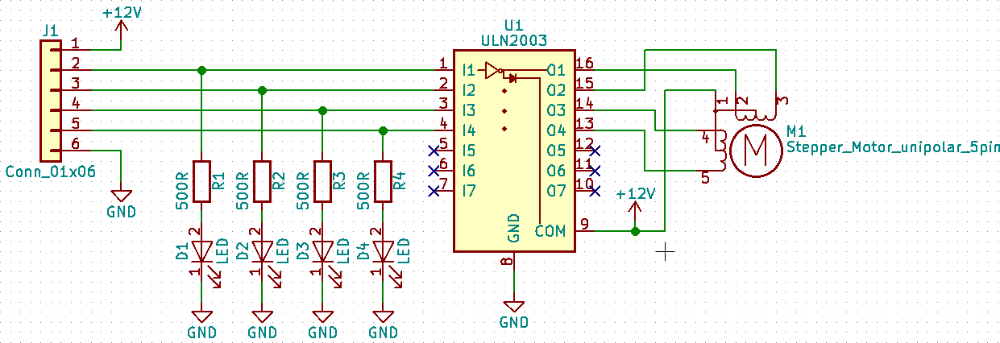 +12V
J1
1
2
3
4
5
6
Conn_01x06
GND
500R R1
500R R2
500R R3
500R R4
2 D1 LED 1
2 D2 LED 1
2 D3 LED 1
2 D4 LED 1
GND GND GND GND
U1
ULN2003
1 I1 O1 16
2 I2 O2 15
3 I3 O3 14
4 I4 O4 13
5 I5 O5 12
6 I6 O6 11
7 I7 O7 10
GND COM 9
8
GND
+12V
1 2 3
4
5
M
M1
Stepper_Motor_unipolar_5pin